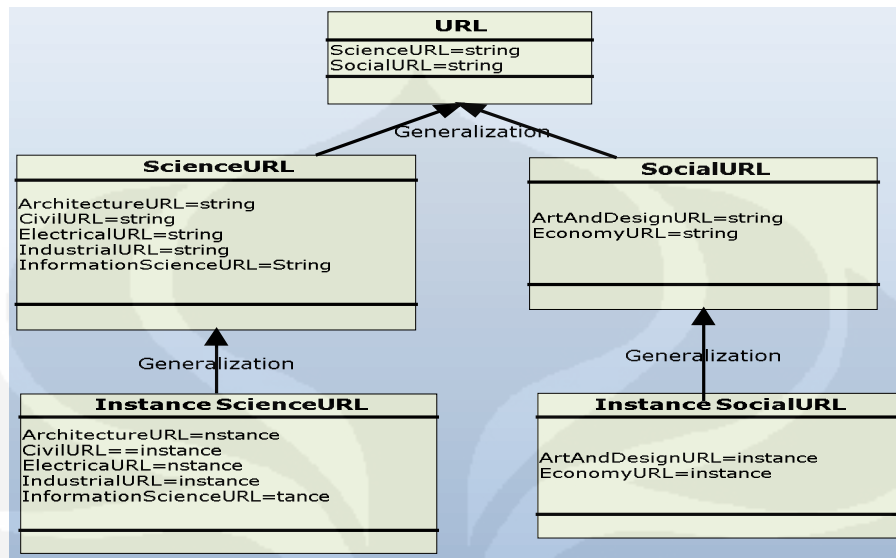 URL
ScienceURL=string
SocialURL=string
Generalization
ScienceURL
ArchitectureURL=string
CivilURL=string
ElectricalURL=string
IndustrialURL=string
InformationScienceURL=String
SocialURL
ArtAndDesignURL=string
EconomyURL=string
Generalization
Generalization
Instance ScienceURL
ArchitectureURL=nstance
CivilURL==instance
ElectricaURL=nstance
IndustrialURL=instance
InformationScienceURL=tance
Instance SocialURL
ArtAndDesignURL=instance
EconomyURL=instance